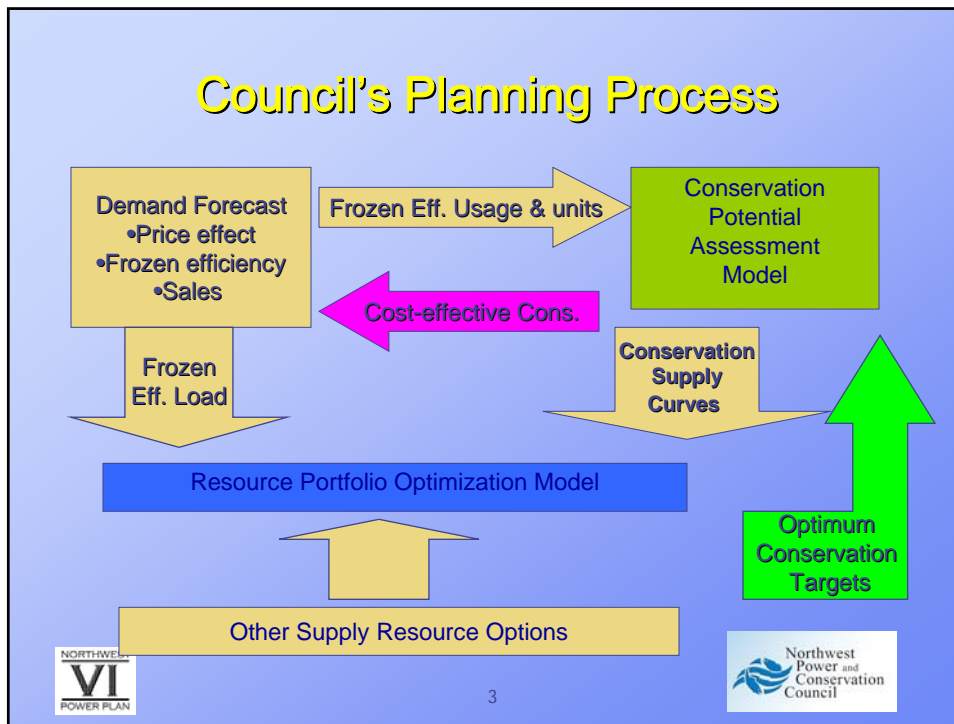 Council's Planning Process
Demand Forecast
•Price effect
•Frozen efficiency
•Sales
Frozen Eff. Usage & units
Conservation
Potential
Assessment
Model
Cost-effective Cons.
Frozen
Eff. Load
Conservation
Supply
Curves
Resource Portfolio Optimization Model
Optimum
Conservation
Targets
Other Supply Resource Options
NORTHWEST
VI
POWER PLAN
3
Northwest
Power and
Conservation
Council